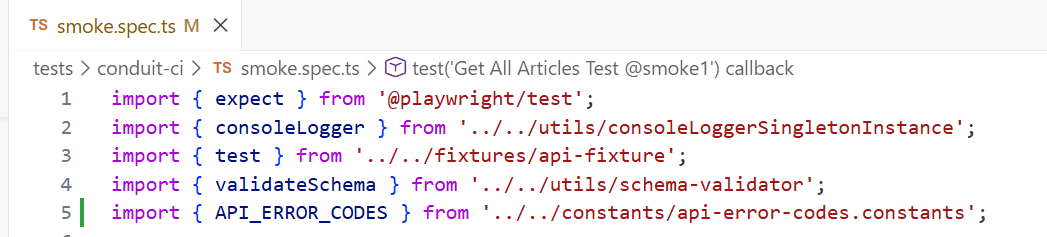 TS smoke.spec.ts M ×
tests > conduit-ci > TS smoke.spec.ts > test('Get All Articles Test @smoke1') callback
1 import { expect } from '@playwright/test';
2 import { consoleLogger } from '../../utils/consoleLoggerSingletonInstance';
3 import { test } from '../../fixtures/api-fixture';
4 import { validateSchema } from '../../utils/schema-validator';
5 import { API_ERROR_CODES } from '../../constants/api-error-codes.constants';